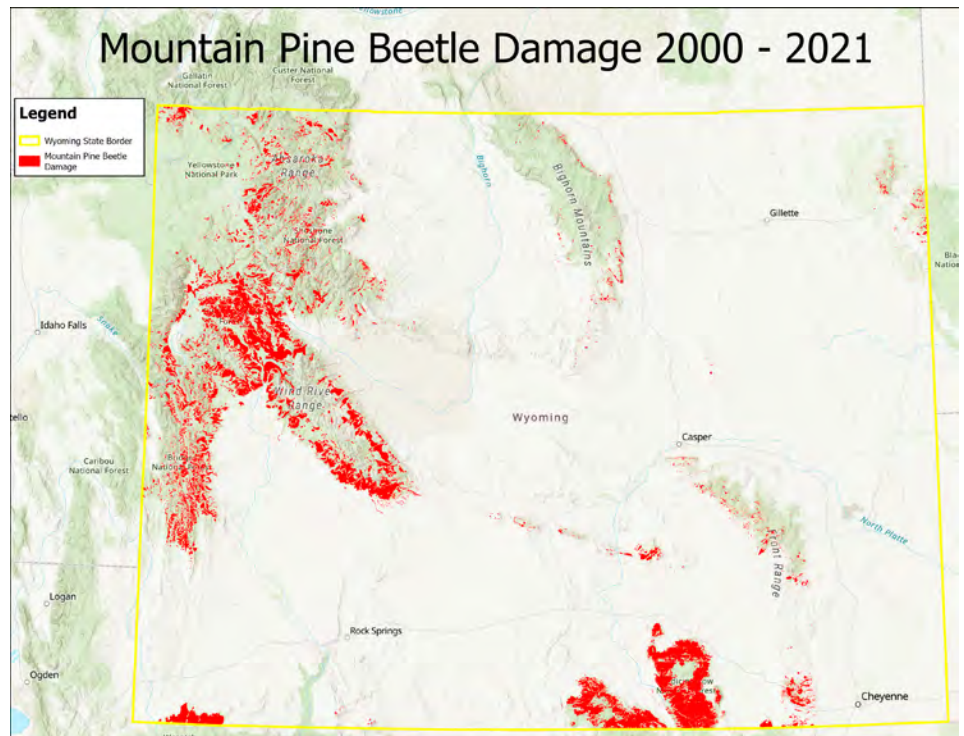 Mountain Pine Beetle Damage 2000 - 2021
Gallatin
National Forest
Custer National
Forest
Legend
Wyoming State Border
Mountain Pine Beetle
Damage
Yellowstone
National Park
Absaroka
Range
Bighorn
Bighorn Mountains
Gillette
Shoshone
National Forest
Idaho Falls
Snake
Wind River
Range
Wyoming
Casper
Caribou
National Forest
North Platte
Front Range
Logan
Rock Springs
Ogden
Cheyenne